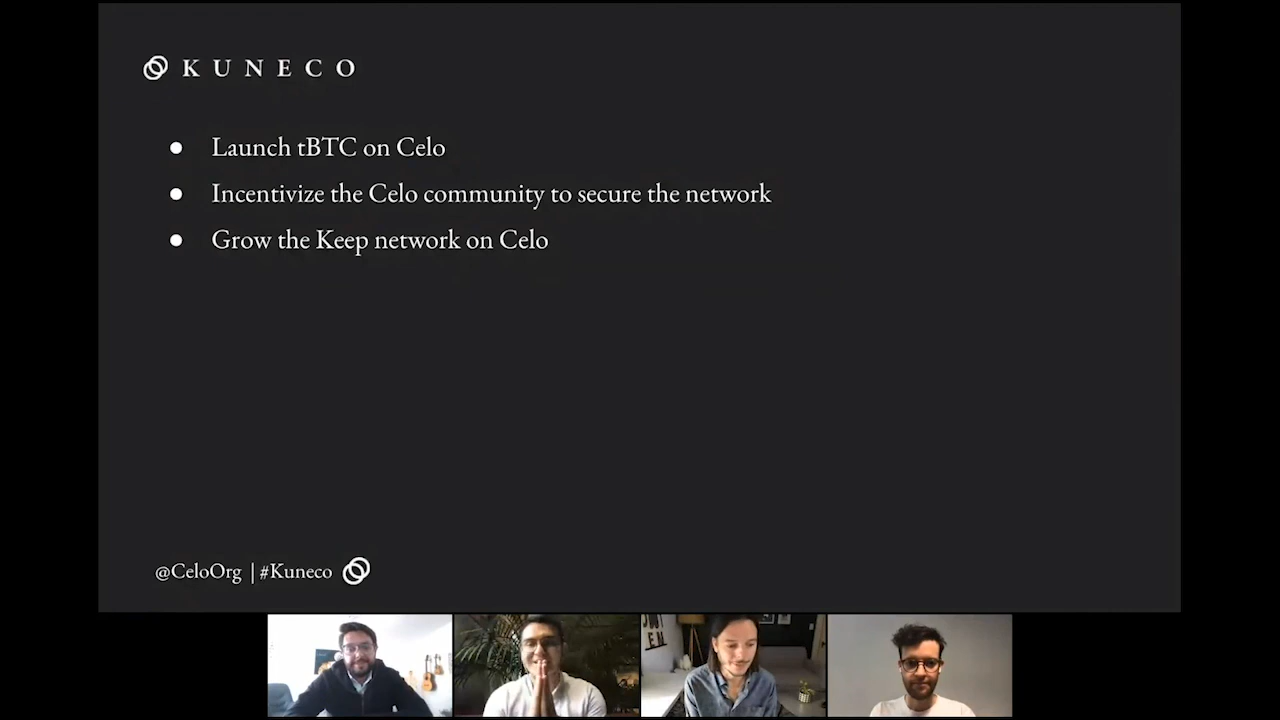 KUNECO
● Launch tBTC on Celo
● Incentivize the Celo community to secure the network
● Grow the Keep network on Celo
@CeloOrg | #Kuneco